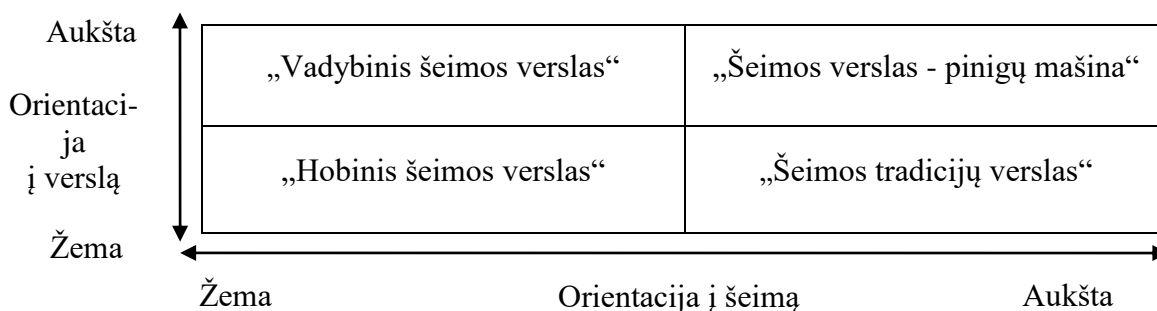 Aukšta
„Vadybinis šeimos verslas“
„Šeimos verslas - pinigų mašina“
Orientaci-
ja
į verslą
„Hobinis šeimos verslas“
„Šeimos tradicijų verslas“
Žema
Žema
Orientacija į šeimą
Aukšta